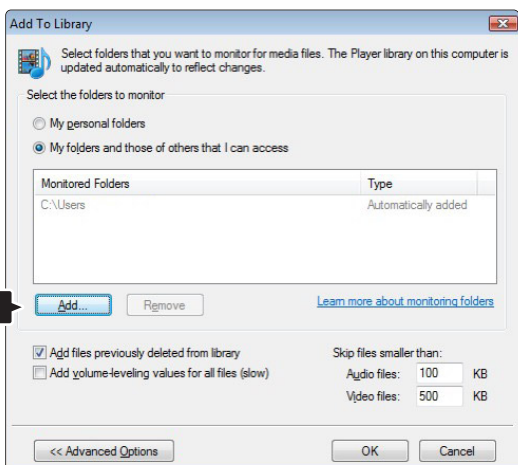 Add To Library
Select folders that you want to monitor for media files. The Player library on this computer is
updated automatically to reflect changes.
Select the folders to monitor
My personal folders
My folders and those of others that I can access
Monitored Folders Type
C:\Users Automatically added
Add... Remove Learn more about monitoring folders
Add files previously deleted from library Skip files smaller than:
Add volume-leveling values for all files (slow) Audio files: 100 KB
Video files: 500 KB
<< Advanced Options OK Cancel